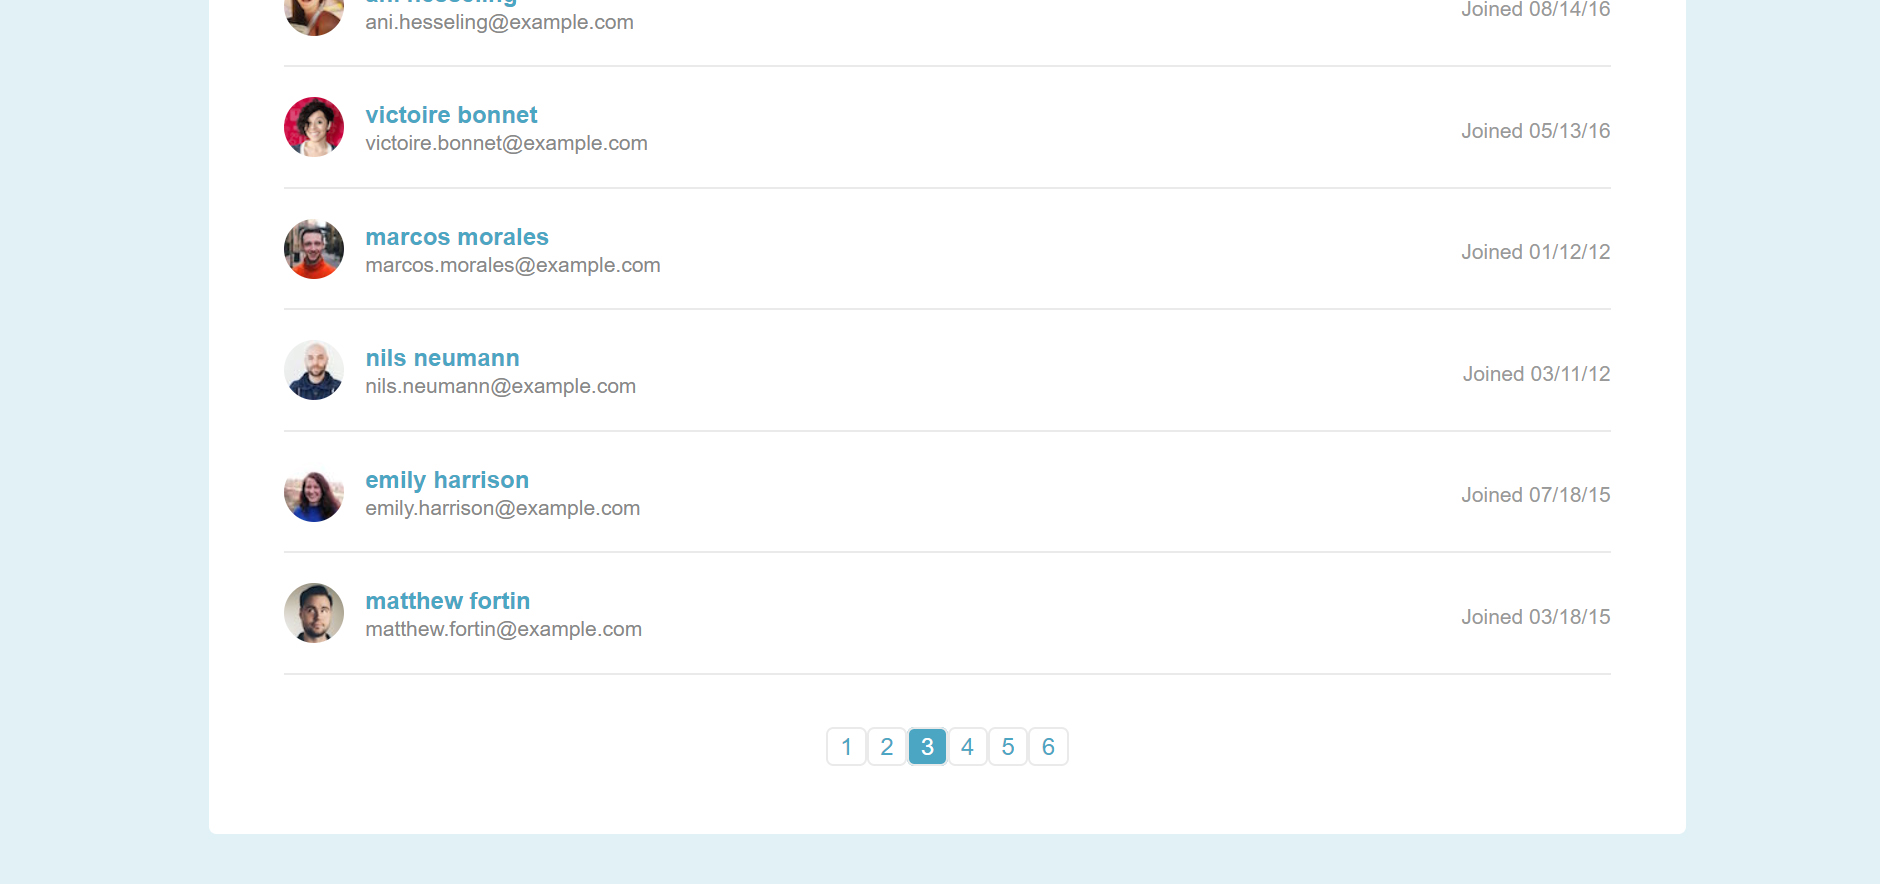 ani hesseling
ani.hesseling@example.com
Joined 08/14/16
victoire bonnet
victoire.bonnet@example.com
Joined 05/13/16
marcos morales
marcos.morales@example.com
Joined 01/12/12
nils neumann
nils.neumann@example.com
Joined 03/11/12
emily harrison
emily.harrison@example.com
Joined 07/18/15
matthew fortin
matthew.fortin@example.com
Joined 03/18/15
1 2 3 4 5 6